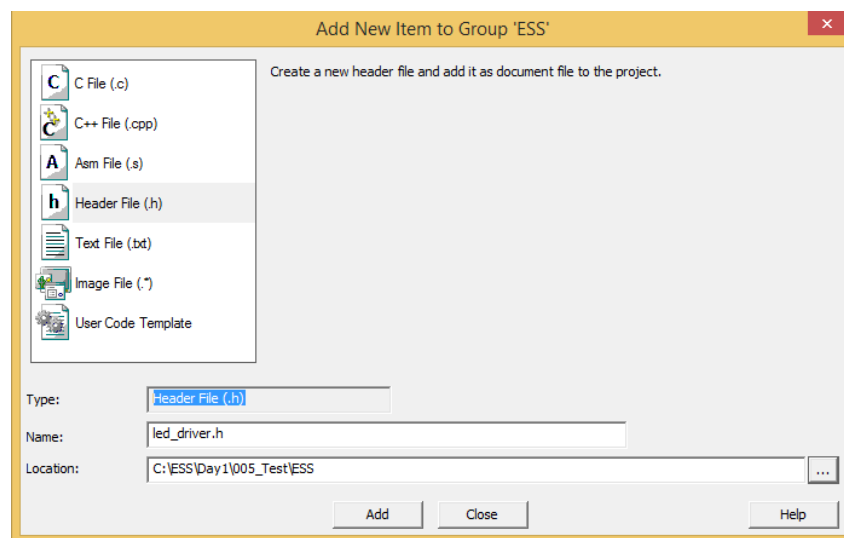 Add New Item to Group 'ESS'
C File (.c)
Create a new header file and add it as document file to the project.
C++ File (.cpp)
Asm File (.s)
Header File (.h)
Text File (.txt)
Image File (.*)
User Code Template
Type:
Header File (.h)
Name:
led_driver.h
Location:
C:\ESS\Day1\005_Test\ESS
...
Add
Close
Help